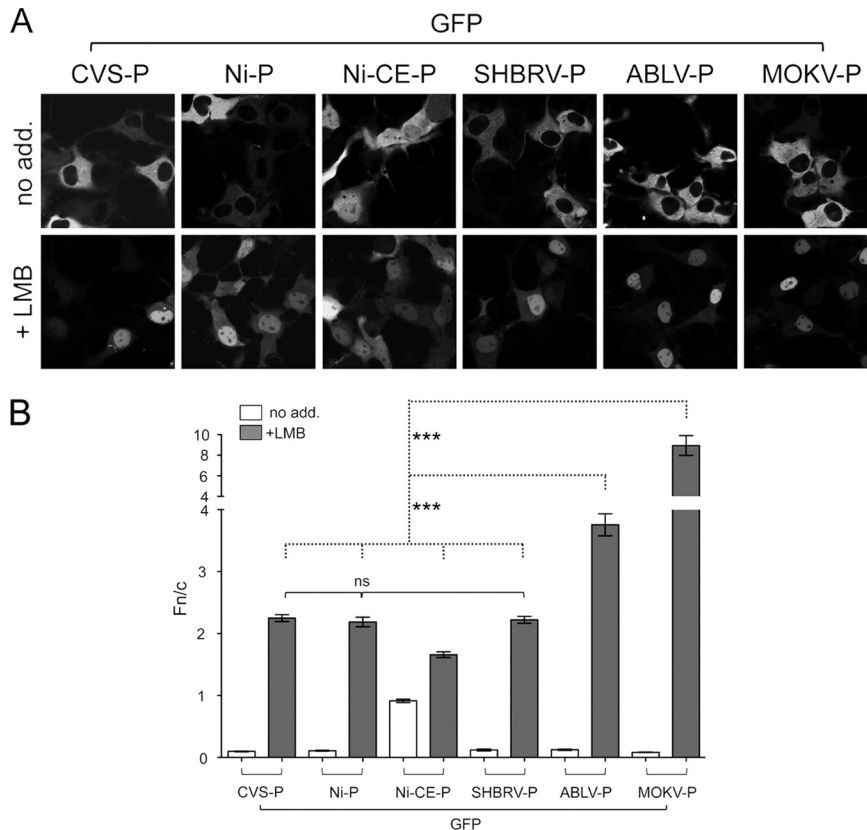 A
GFP
CVS-P Ni-P Ni-CE-P SHBRV-P ABLV-P MOKV-P
no add.
+ LMB
B
no add.
+LMB
***
***
ns
Fn/c
10
8
6
4
4
3
2
1
0
CVS-P Ni-P Ni-CE-P SHBRV-P ABLV-P MOKV-P
GFP